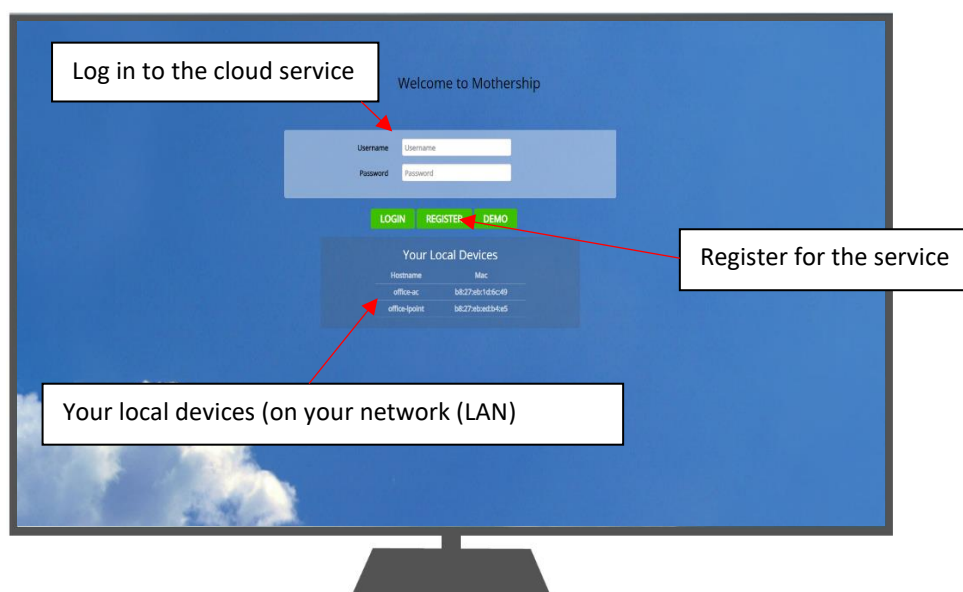 Log in to the cloud service
Welcome to Mothership
Username Username
Password Password
LOGIN REGISTER DEMO
Register for the service
Your Local Devices
Hostname Mac
office-ac b8:27:eb:1d:6c:49
office-lpoint b8:27:eb:ed:b4:e5
Your local devices (on your network (LAN)